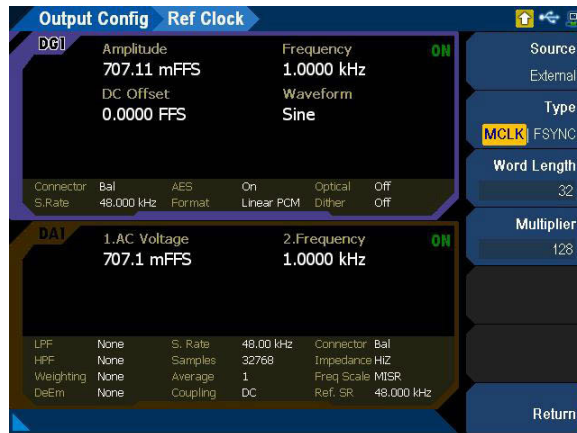 Output Config Ref Clock
DG1
Amplitude Frequency ON
707.11 mFFS 1.0000 kHz
DC Offset Waveform
0.0000 FFS Sine
Connector Bal AES On Optical Off
S.Rate 48.000 kHz Format Linear PCM Dither Off
DA1
1.AC Voltage 2.Frequency ON
707.1 mFFS 1.0000 kHz
LPF None S. Rate 48.00 kHz Connector Bal
HPF None Samples 32768 Impedance HiZ
Weighting None Average 1 Freq Scale MISR
DeEm None Coupling DC Ref. SR 48.000 kHz
Source
External
Type
MCLK | FSYNC
Word Length
32
Multiplier
128
Return